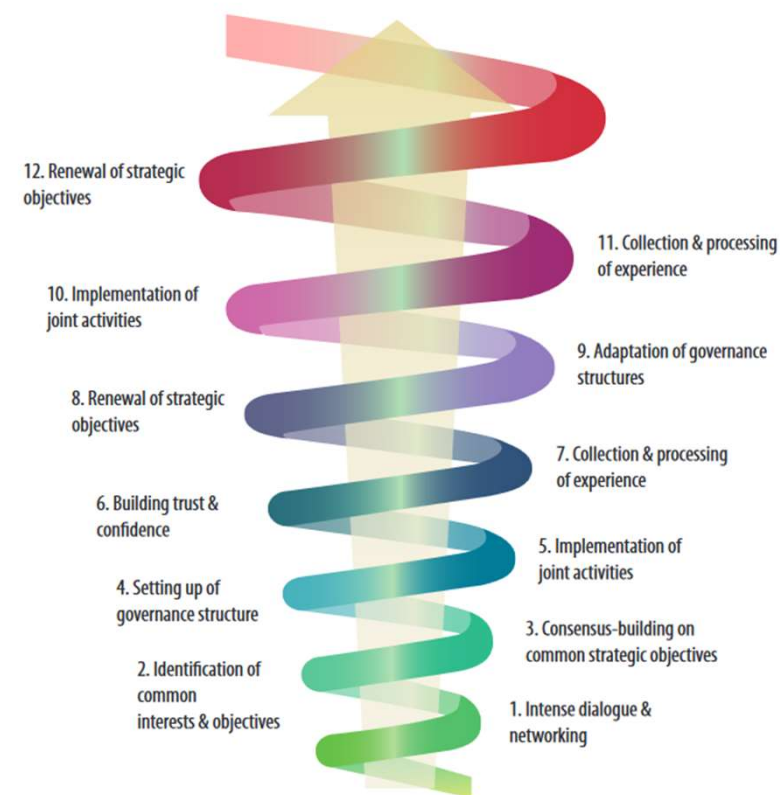 12. Renewal of strategic
objectives
11. Collection & processing
of experience
10. Implementation of
joint activities
9. Adaptation of governance
structures
8. Renewal of strategic
objectives
7. Collection & processing
of experience
6. Building trust &
confidence
5. Implementation of
joint activities
4. Setting up of
governance structure
3. Consensus-building on
common strategic objectives
2. Identification of
common
interests & objectives
1. Intense dialogue &
networking